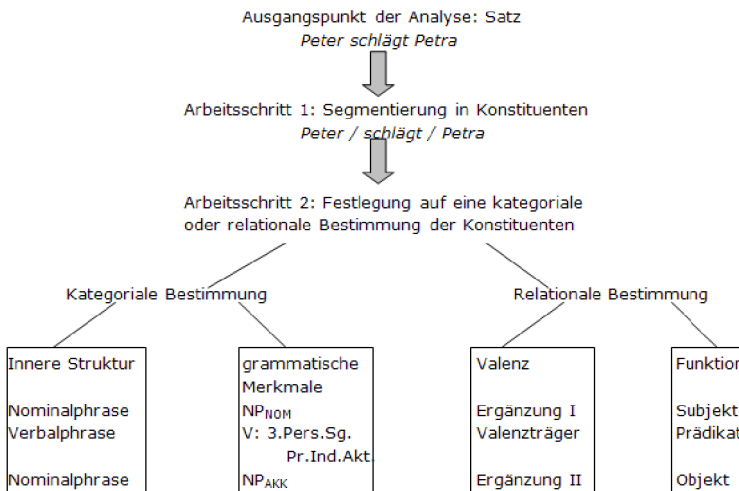 Ausgangspunkt der Analyse: Satz
Peter schlägt Petra
Arbeitsschritt 1: Segmentierung in Konstituenten
Peter / schlägt / Petra
Arbeitsschritt 2: Festlegung auf eine kategoriale
oder relationale Bestimmung der Konstituenten
Kategoriale Bestimmung
Relationale Bestimmung
Innere Struktur
Nominalphrase
Verbalphrase
Nominalphrase
grammatische
Merkmale
NPNOM
V: 3.Pers.Sg.
Pr.Ind.Akt.
NPAKK
Valenz
Ergänzung I
Valenzträger
Ergänzung II
Funktion
Subjekt
Prädikat
Objekt